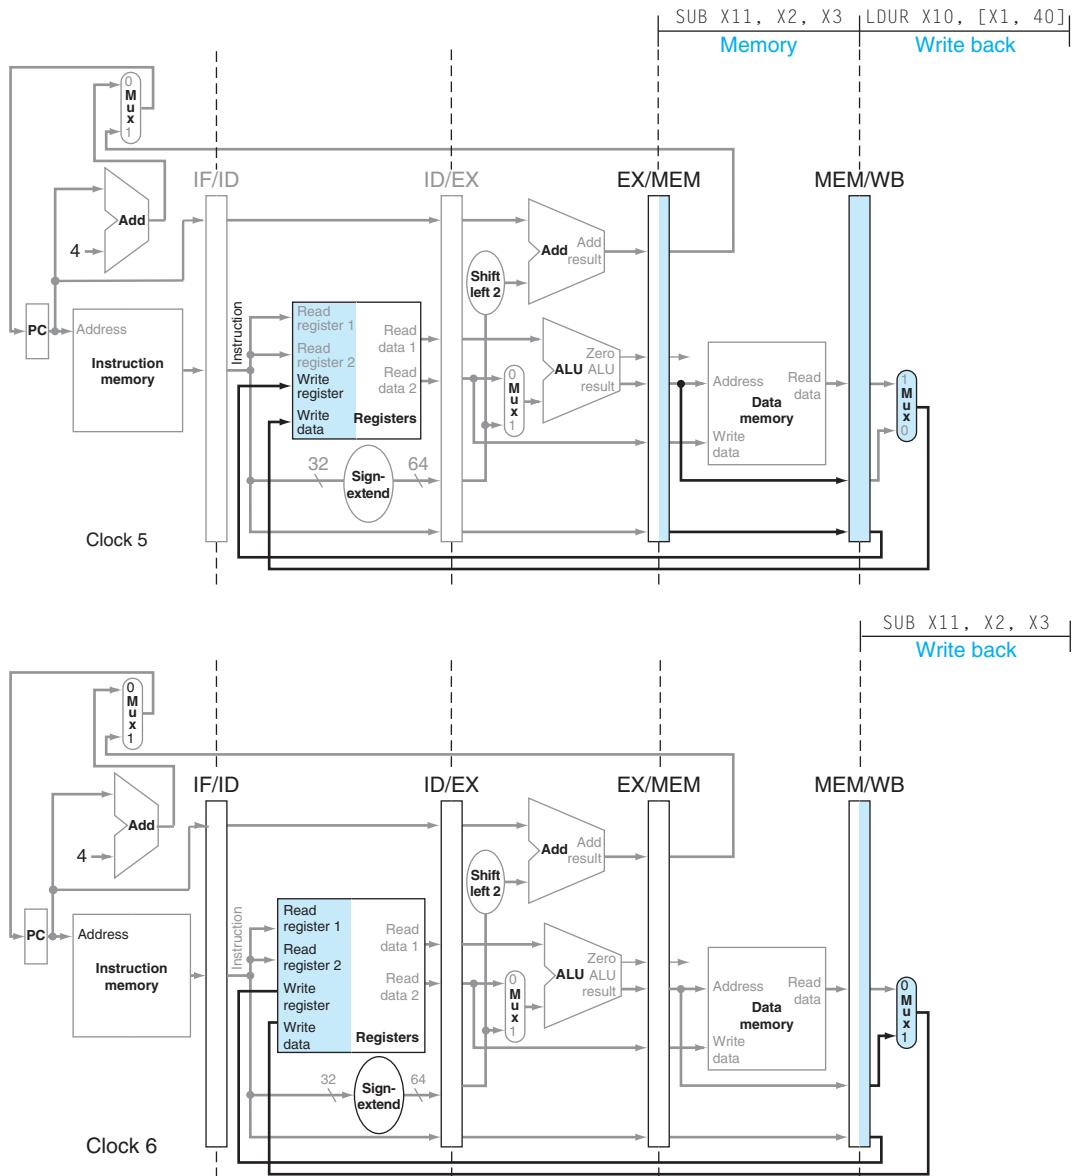 SUB X11, X2, X3
LDUR X10, [X1, 40]
Memory
Write back
0
Mux
1
IF/ID
ID/EX
EX/MEM
MEM/WB
Add
4
Add
Add
result
Shift
left 2
PC
Address
Instruction
memory
Instruction
Read
register 1
Read
register 2
Write
register
Write
data
Registers
Read
data 1
Read
data 2
0
Mux
1
ALU
Zero
ALU
result
Address
Write
data
Data
memory
Read
data
1
Mux
0
32
Sign-
extend
64
Clock 5
SUB X11, X2, X3
Write back
0
Mux
1
IF/ID
ID/EX
EX/MEM
MEM/WB
Add
4
Add
Add
result
Shift
left 2
PC
Address
Instruction
memory
Instruction
Read
register 1
Read
register 2
Write
register
Write
data
Registers
Read
data 1
Read
data 2
0
Mux
1
ALU
Zero
ALU
result
Address
Write
data
Data
memory
Read
data
0
Mux
1
32
Sign-
extend
64
Clock 6